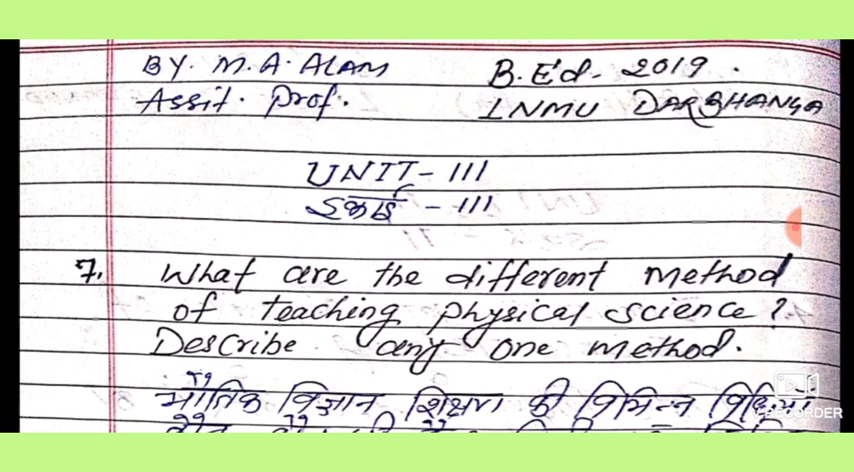 BY. M.A. ALAM B.Ed. 2019.
Assit. Prof. LNMU DARBHANGA
UNIT-III
इकाई - III
7. What are the different method
of teaching physical science?
Describe any one method.
भौतिक विज्ञान शिक्षण की विभिन्न विधियां
RECORDER